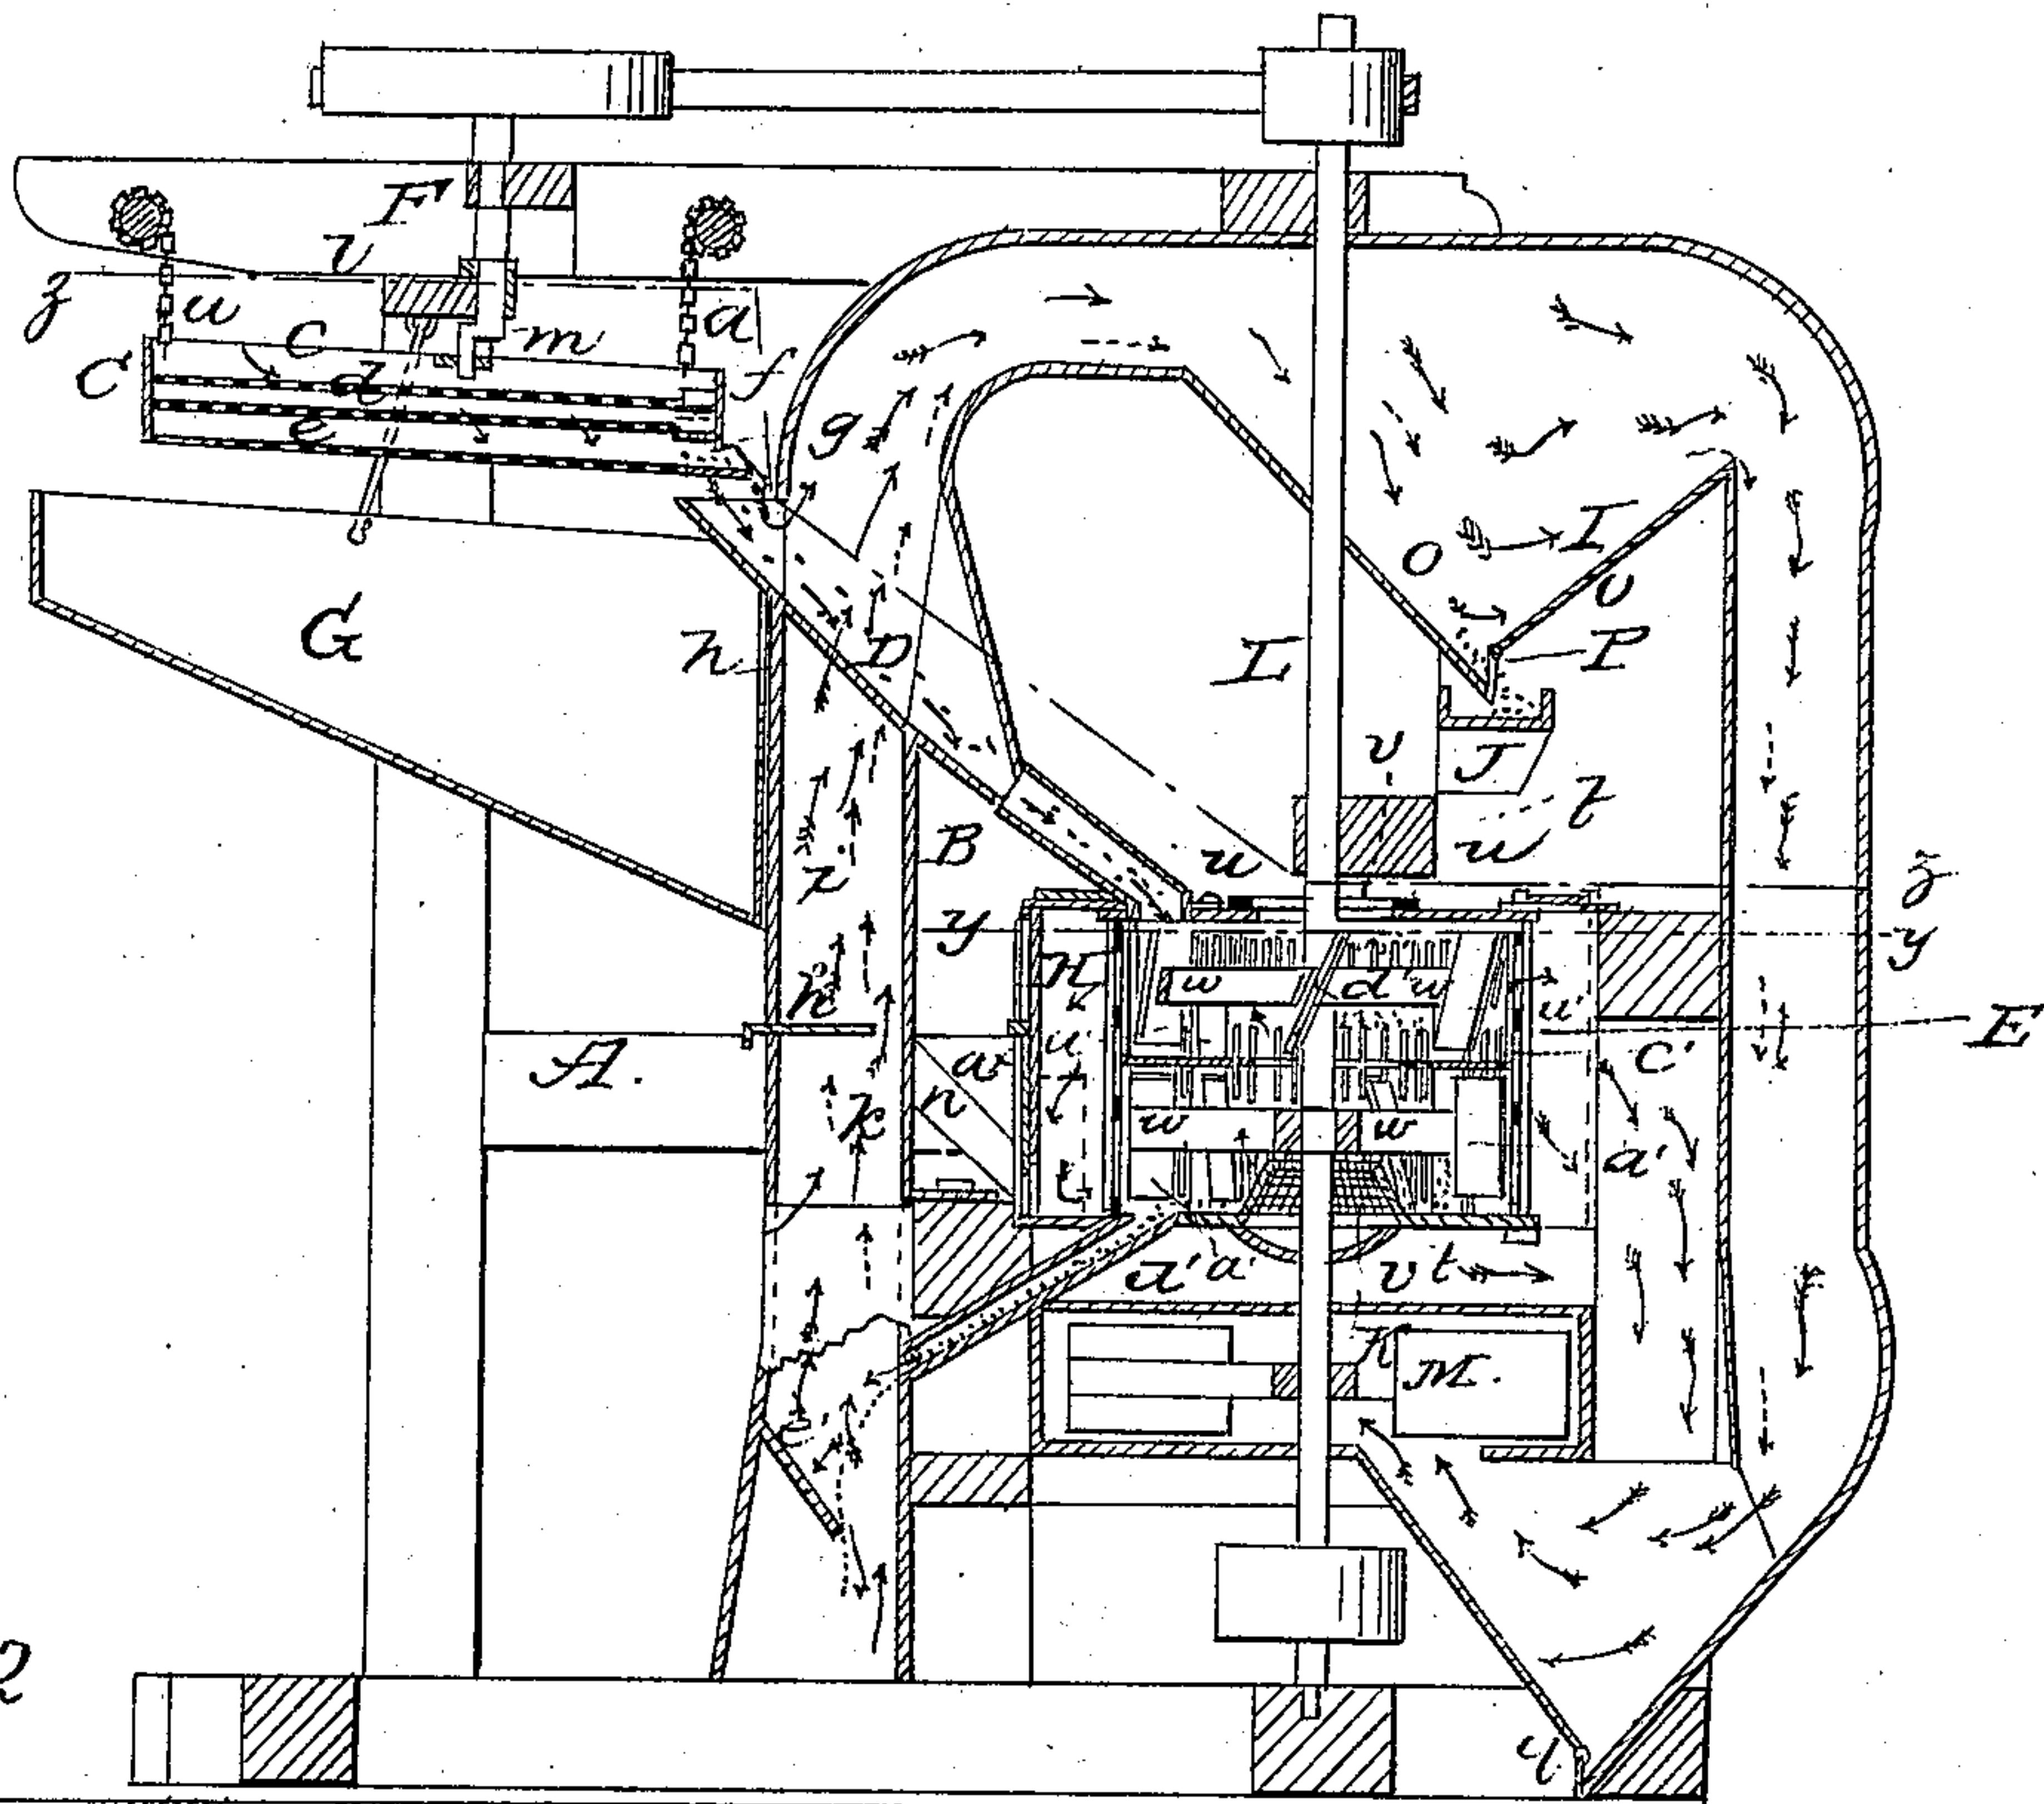 F
v
z
u
C
m
a
C
d
f
e
g
G
h
D
L
O
I
o
P
v
J
z
i
B
u
u'
z
y
y
H
w
d'
w
u'
E
h
A.
k
n
w
u
c'
w
w
a'
t
a'
a'
v
t
K
M.
2
q